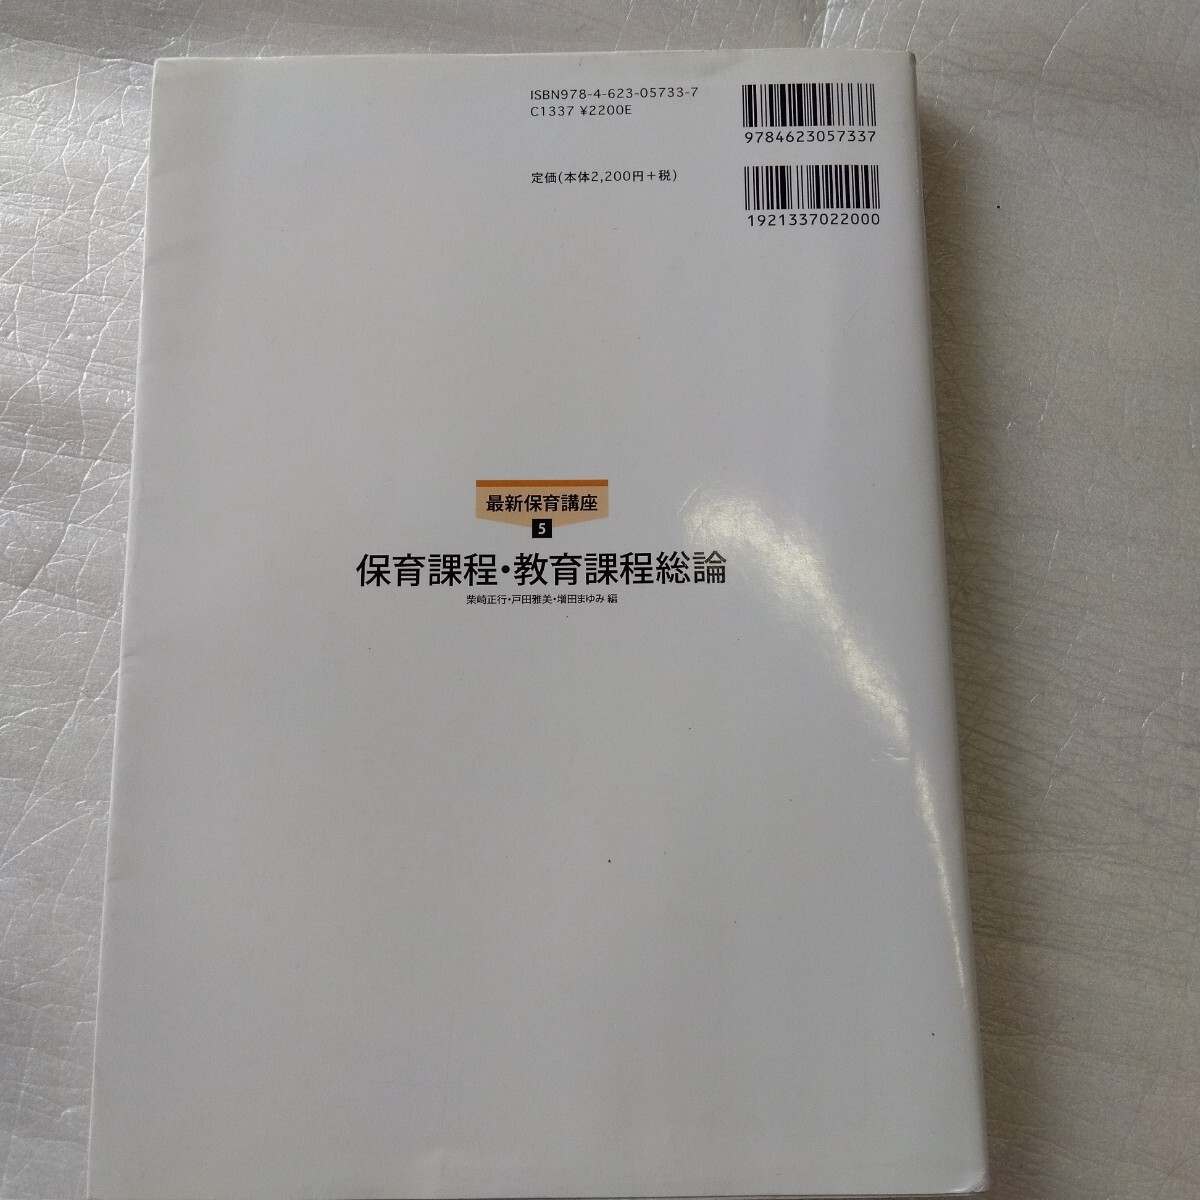 ISBN978-4-623-05733-7
C1337 ¥2200E
定価(本体2,200円+税)
9784623057337
1921337022000
最新保育講座
5
保育課程・教育課程総論
柴崎正行・戸田雅美・増田まゆみ 編